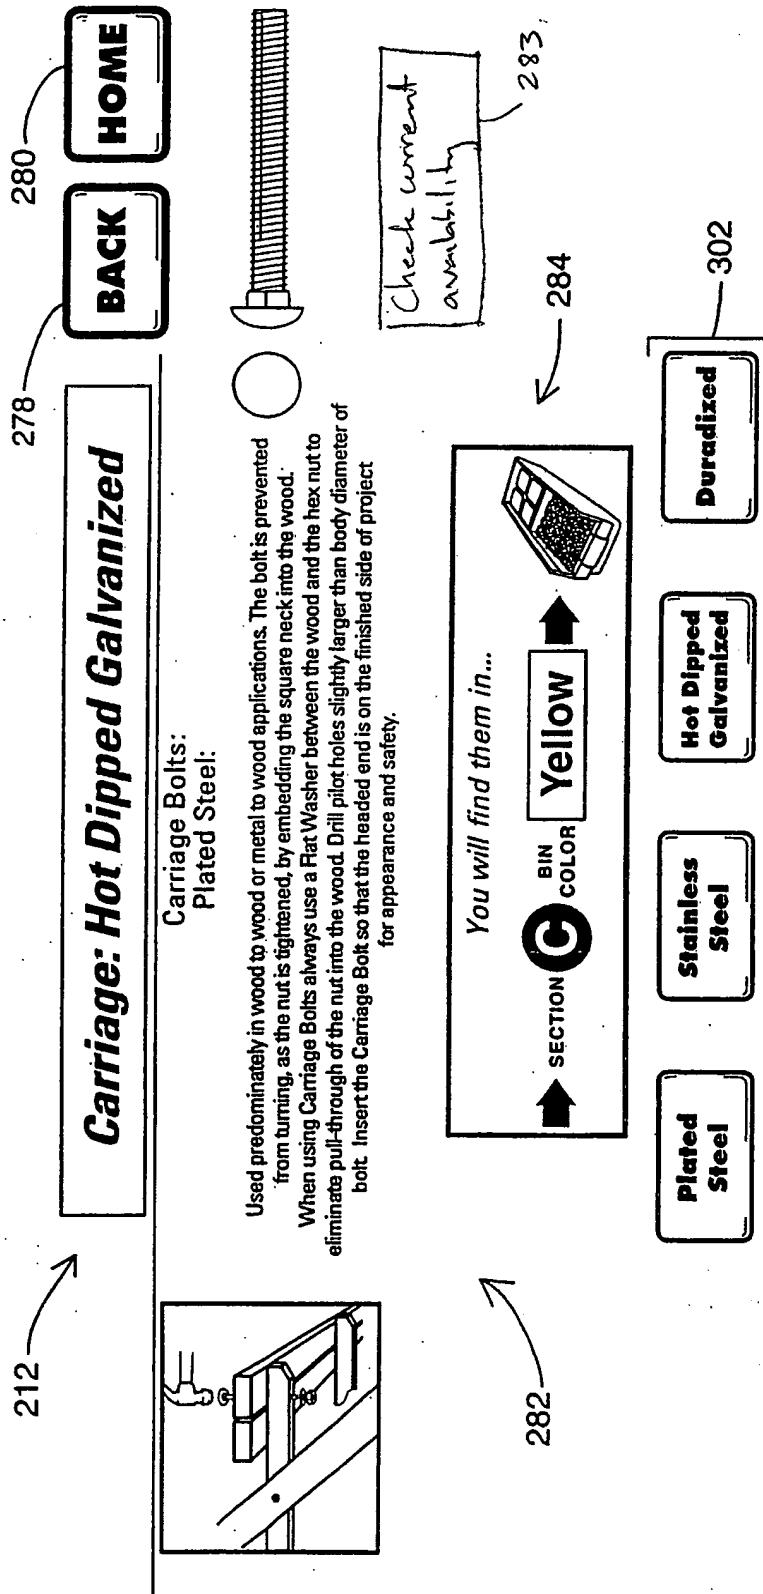 212
278
280
Carriage: Hot Dipped Galvanized
BACK
HOME
Carriage Bolts:
Plated Steel:
Used predominately in wood to wood or metal to wood applications. The bolt is prevented
from turning, as the nut is tightened, by embedding the square neck into the wood.
When using Carriage Bolts always use a Flat Washer between the wood and the hex nut to
eliminate pull-through of the nut into the wood. Drill pilot holes slightly larger than body diameter of
bolt. Insert the Carriage Bolt so that the headed end is on the finished side of project
for appearance and safety.
Check current
availability
283.
282
You will find them in...
SECTION C BIN COLOR Yellow
284
Plated Steel
Stainless Steel
Hot Dipped Galvanized
Duradized
302